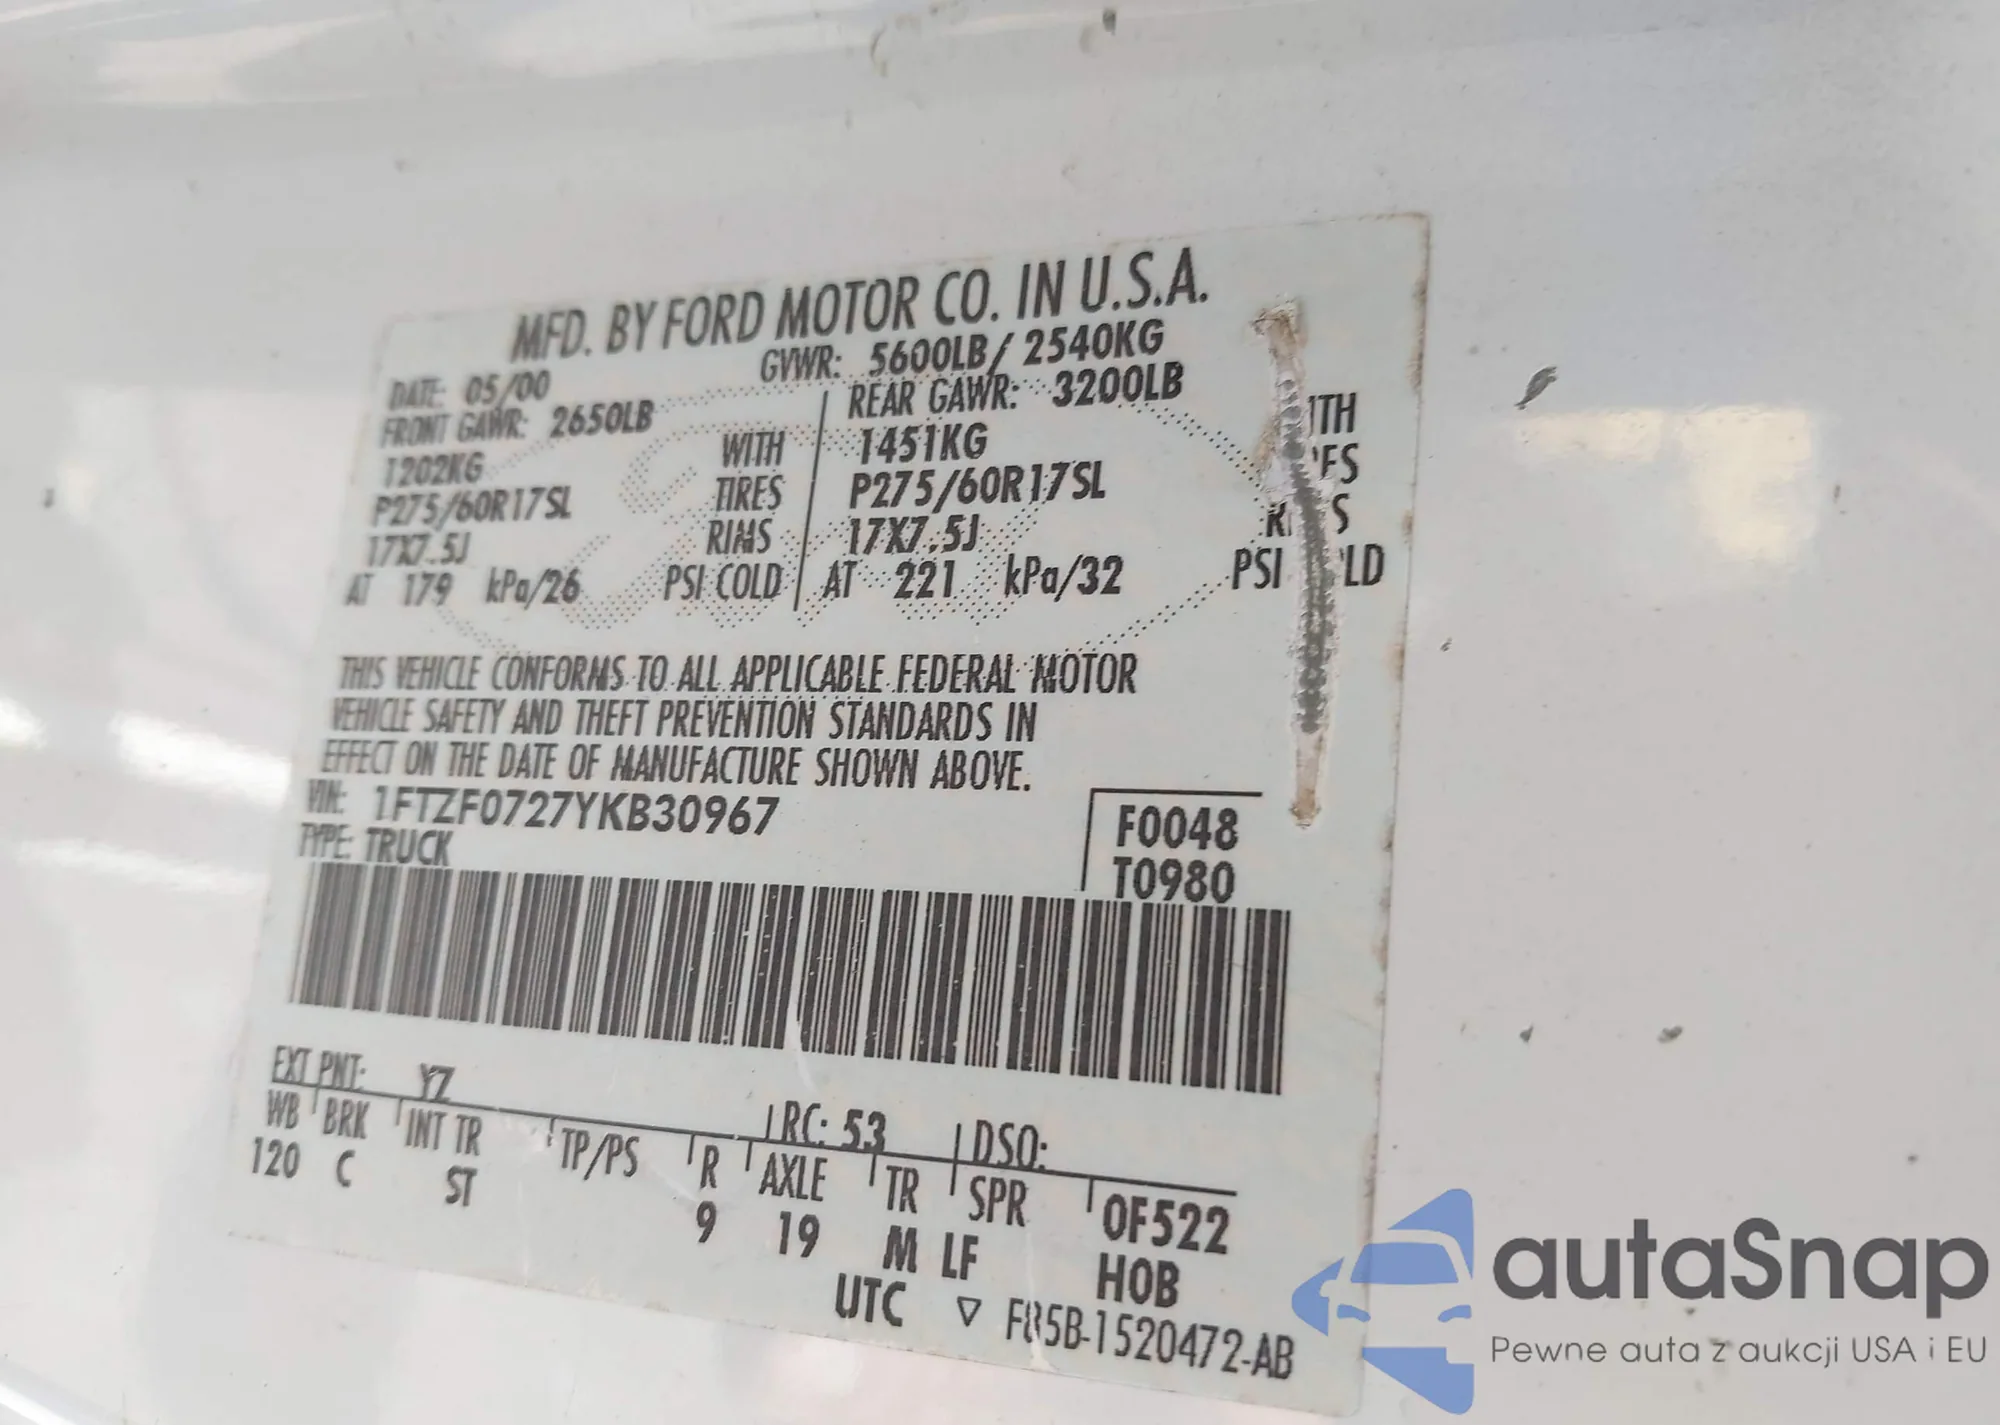 MFD. BY FORD MOTOR CO. IN U.S.A.
DATE: 05/00 GVWR: 5600LB/ 2540KG
FRONT GAWR: 2650LB REAR GAWR: 3200LB
1202KG WITH 1451KG
P275/60R17SL TIRES P275/60R17SL
17X7.5J RIMS 17X7.5J
AT 179 kPa/26 PSI COLD AT 221 kPa/32 PSI
THIS VEHICLE CONFORMS TO ALL APPLICABLE FEDERAL MOTOR
VEHICLE SAFETY AND THEFT PREVENTION STANDARDS IN
EFFECT ON THE DATE OF MANUFACTURE SHOWN ABOVE.
VIN: 1FTZF0727YKB30967 F0048
TYPE: TRUCK T0980
EXT PNT: YZ RC: 53 DSO:
WB BRK INT TR TP/PS R AXLE TR SPR 0F522
120 C ST 9 19 M LF HOB
UTC ▽ F85B-1520472-AB
autaSnap
Pewne auta z aukcji USA i EU